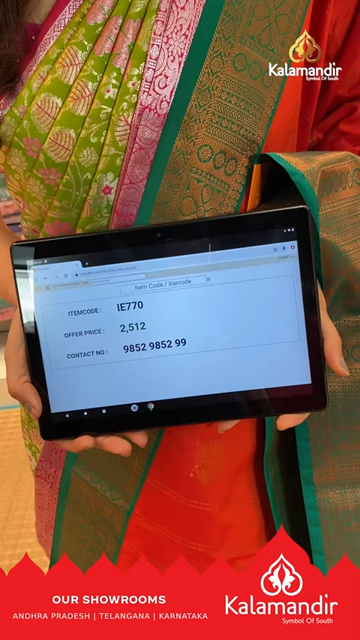 Kalamandir
Symbol Of South
Item Code / Barcode
ITEMCODE : IE770
OFFER PRICE : 2,512
CONTACT NO : 9852 9852 99
OUR SHOWROOMS
ANDHRA PRADESH | TELANGANA | KARNATAKA
Kalamandir
Symbol Of South